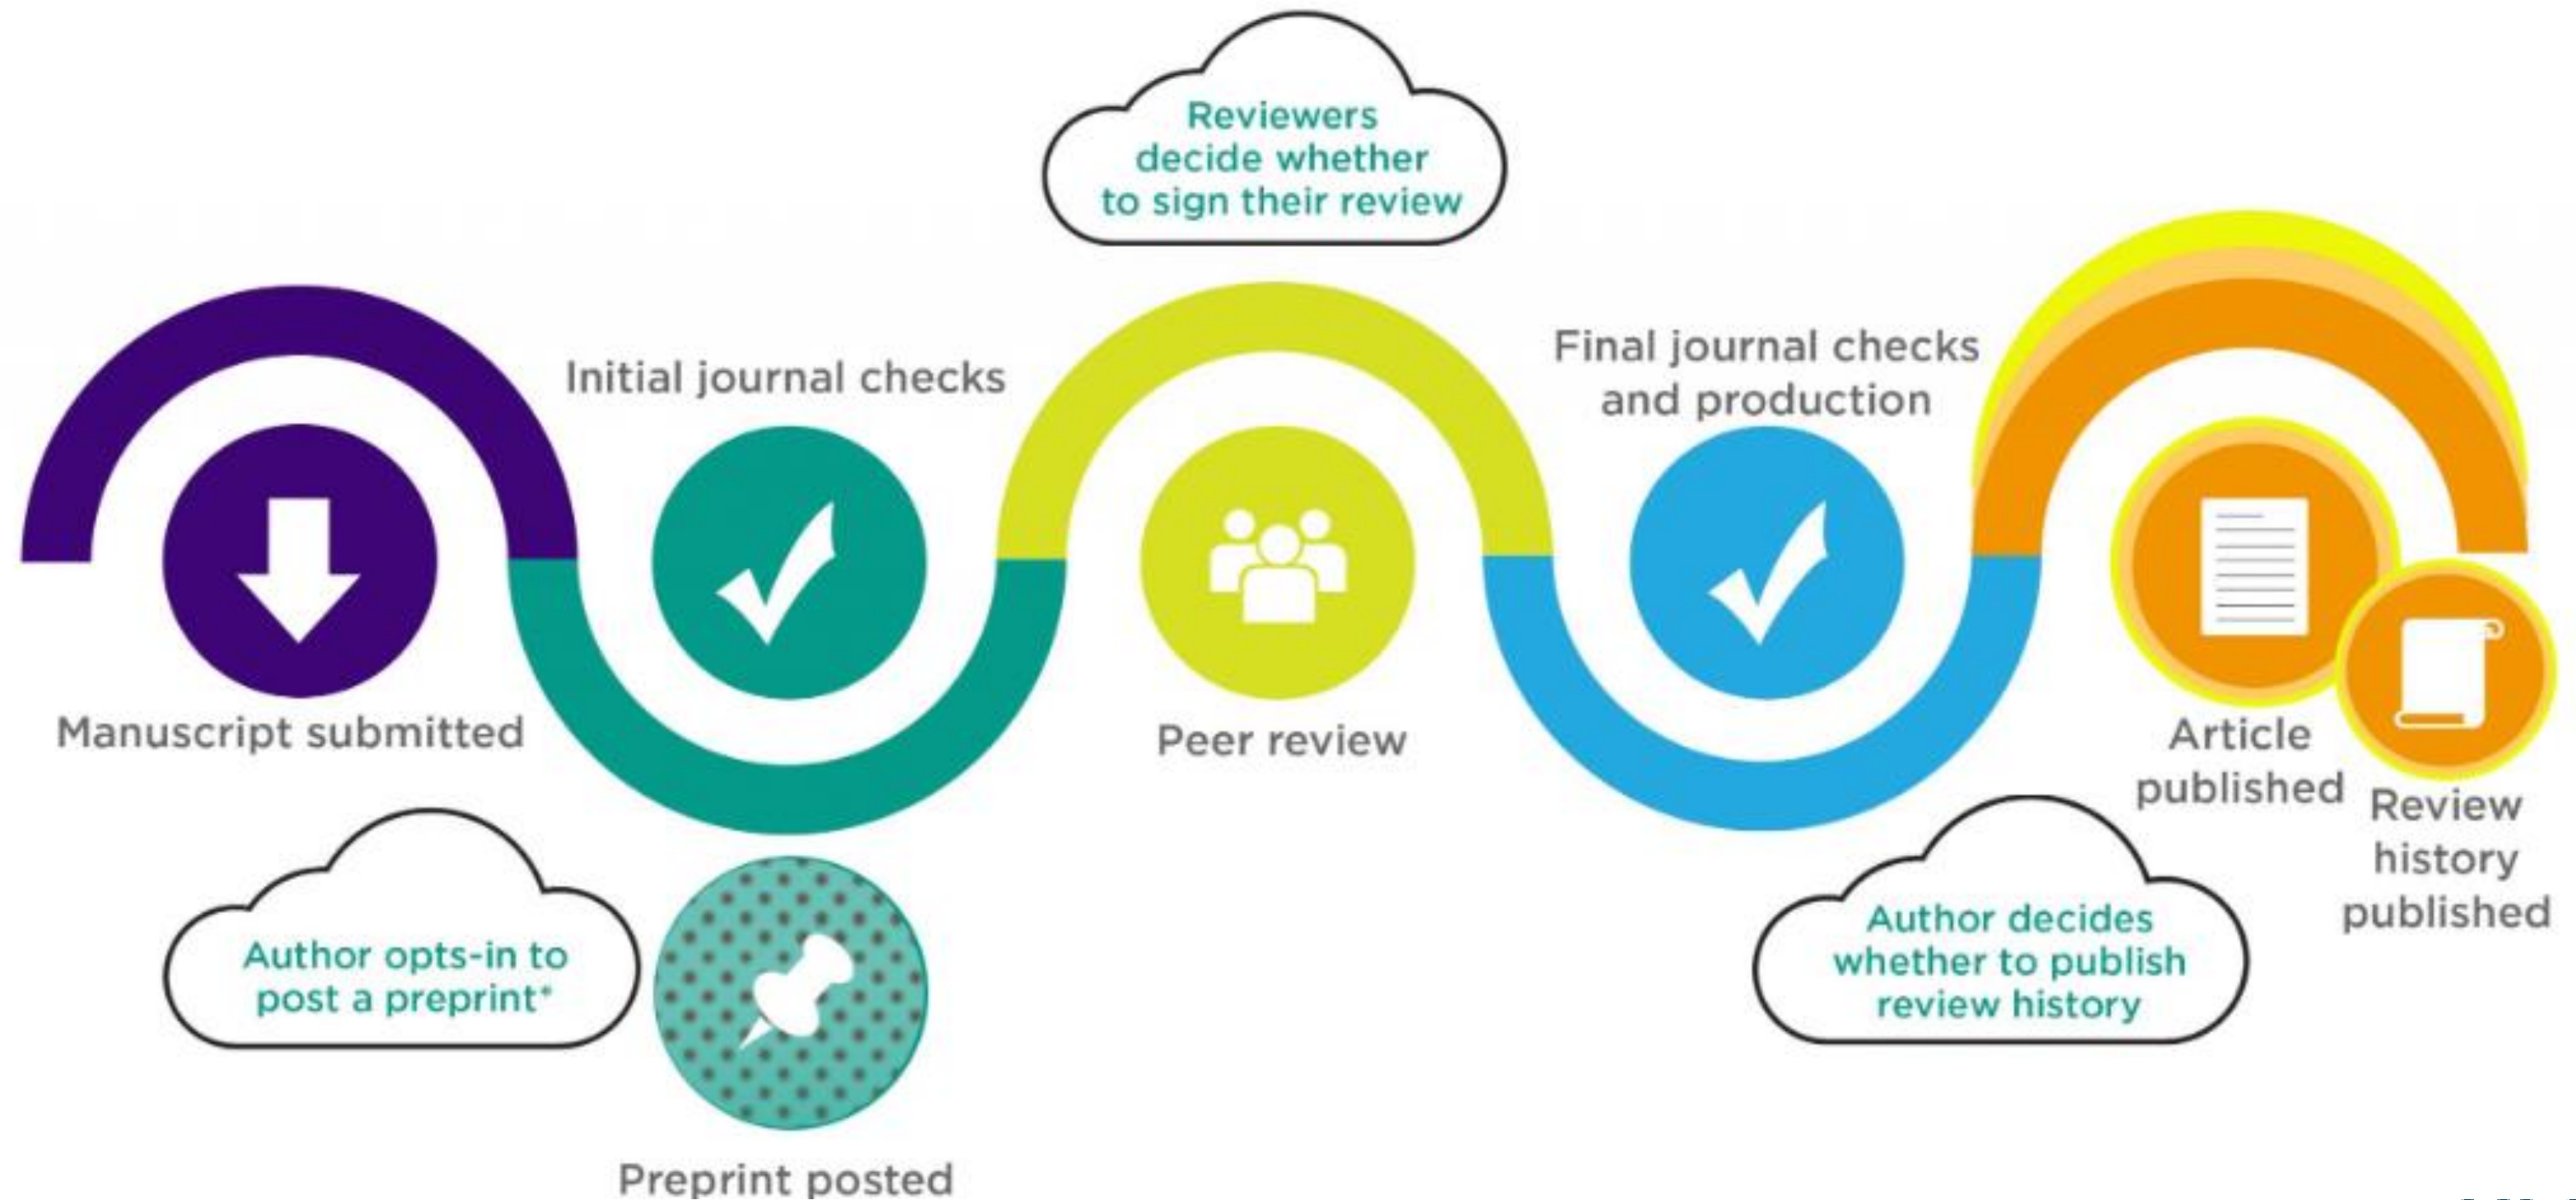 Reviewers
decide whether
to sign their review
Manuscript submitted
Initial journal checks
Peer review
Final journal checks
and production
Article
published
Review
history
published
Author opts-in to
post a preprint*
Preprint posted
Author decides
whether to publish
review history